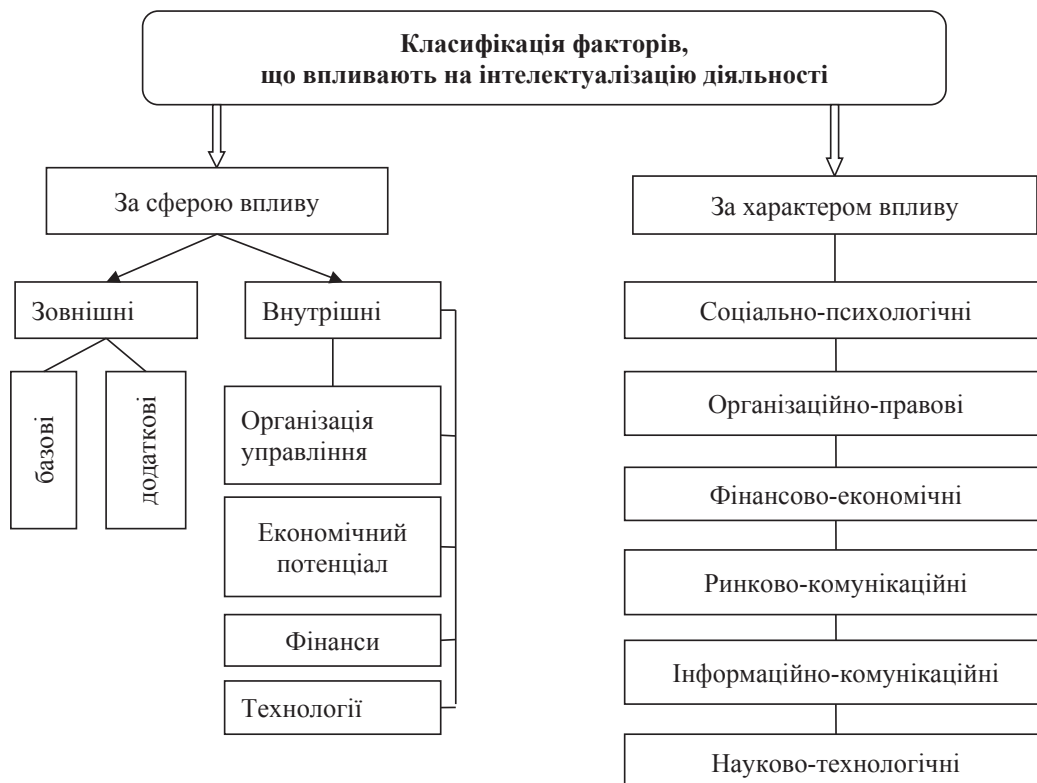 Класифікація факторів,
що впливають на інтелектуалізацію діяльності
За сферою впливу
За характером впливу
Зовнішні
Внутрішні
базові
додаткові
Організація
управління
Економічний
потенціал
Фінанси
Технології
Соціально-психологічні
Організаційно-правові
Фінансово-економічні
Ринково-комунікаційні
Інформаційно-комунікаційні
Науково-технологічні